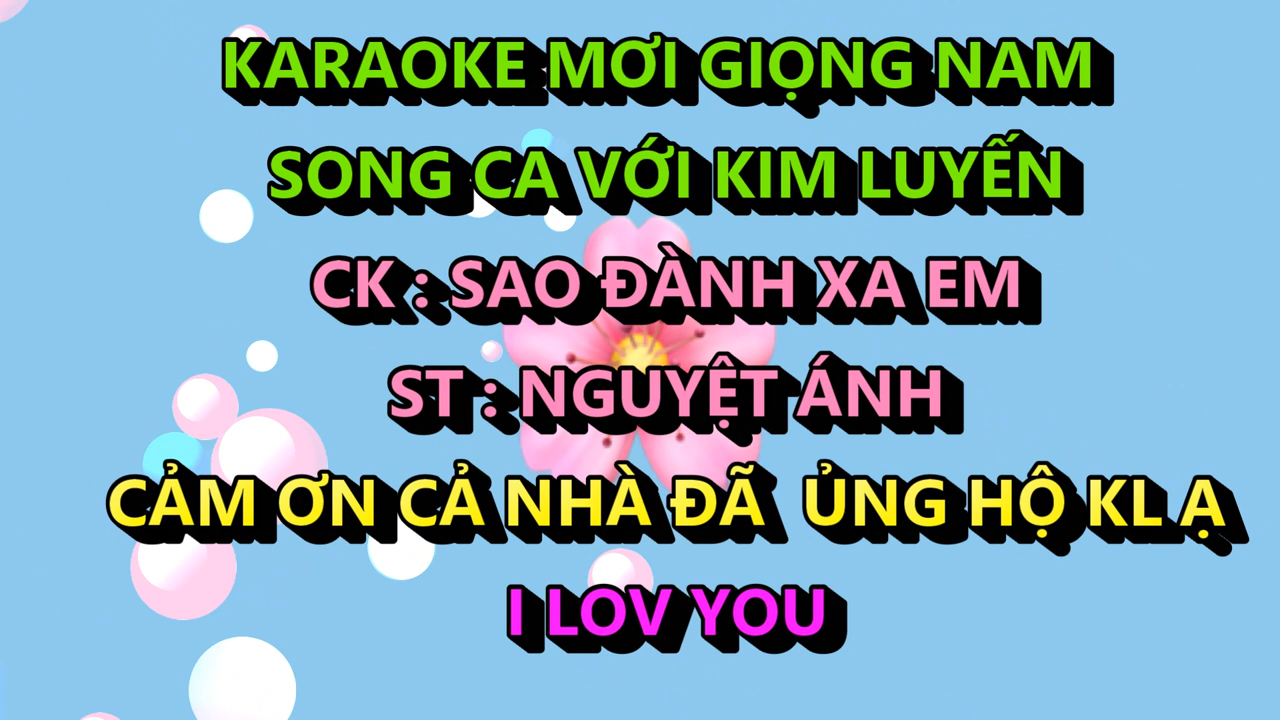 KARAOKE MƠI GIỌNG NAM
SONG CA VỚI KIM LUYẾN
CK : SAO ĐÀNH XA EM
ST : NGUYỆT ÁNH
CẢM ƠN CẢ NHÀ ĐÃ ỦNG HỘ KL Ạ
I LOV YOU